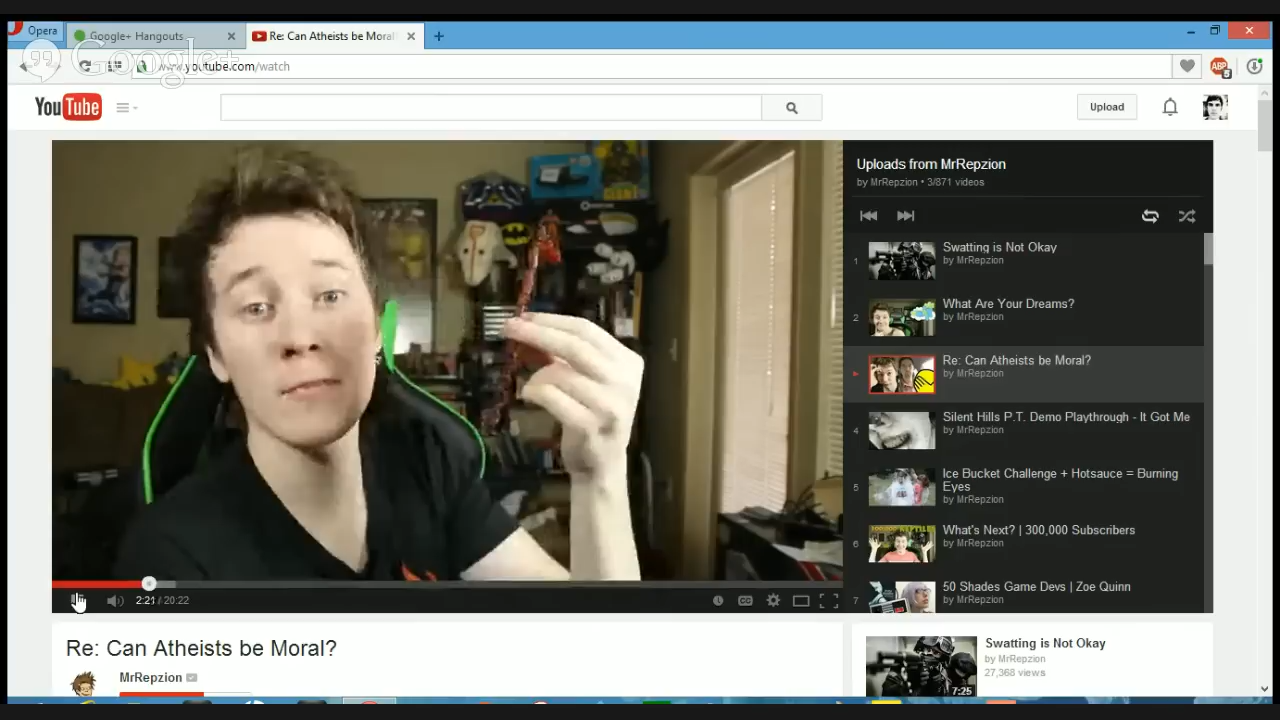 Opera
Google+ Hangouts
Re: Can Atheists be Moral
Google+
www.youtube.com/watch
ABP
5
YouTube
Upload
Uploads from MrRepzion
by MrRepzion • 3/871 videos
1
Swatting is Not Okay
by MrRepzion
2
What Are Your Dreams?
by MrRepzion
Re: Can Atheists be Moral?
by MrRepzion
4
Silent Hills P.T. Demo Playthrough - It Got Me
by MrRepzion
5
Ice Bucket Challenge + Hotsauce = Burning
Eyes
by MrRepzion
6
What's Next? | 300,000 Subscribers
by MrRepzion
7
50 Shades Game Devs | Zoe Quinn
by MrRepzion
2:21 / 20:22
CC
Re: Can Atheists be Moral?
MrRepzion
Swatting is Not Okay
by MrRepzion
27,368 views
7:25